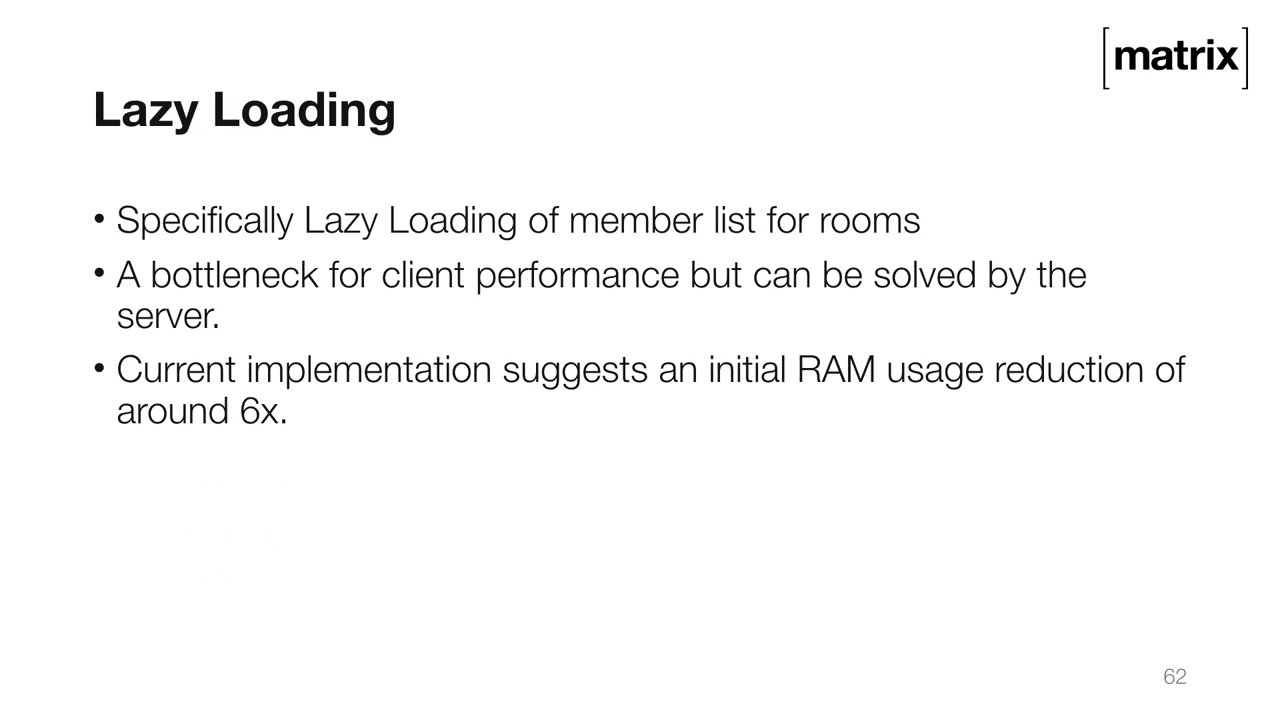 [matrix]
Lazy Loading
• Specifically Lazy Loading of member list for rooms
• A bottleneck for client performance but can be solved by the
server.
• Current implementation suggests an initial RAM usage reduction of
around 6x.
62